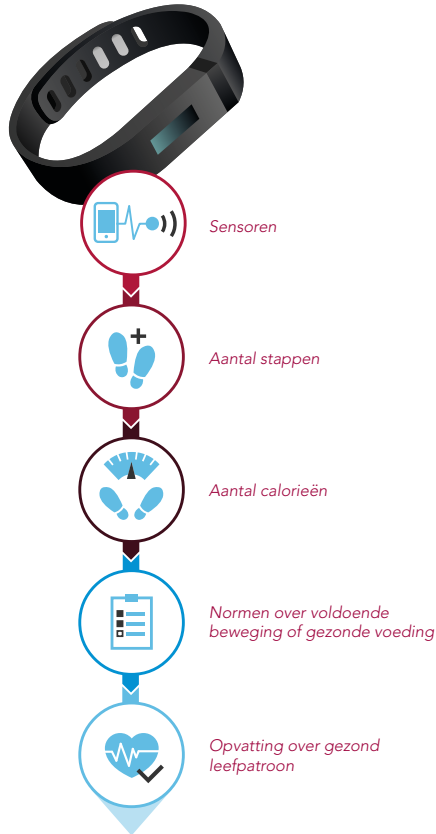 Sensoren
Aantal stappen
Aantal calorieën
Normen over voldoende
beweging of gezonde voeding
Opvatting over gezond
leefpatroon